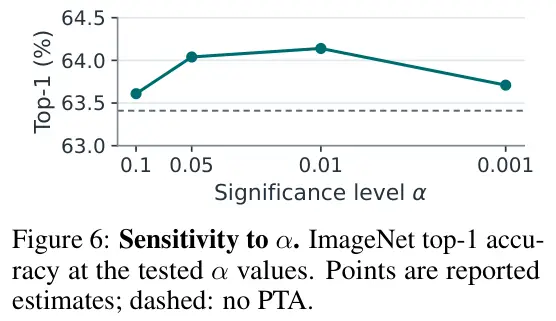 64.5
64.0
63.5
63.0
Top-1 (%)
0.1 0.05 0.01 0.001
Significance level α
Figure 6: Sensitivity to α. ImageNet top-1 accu-
racy at the tested α values. Points are reported
estimates; dashed: no PTA.